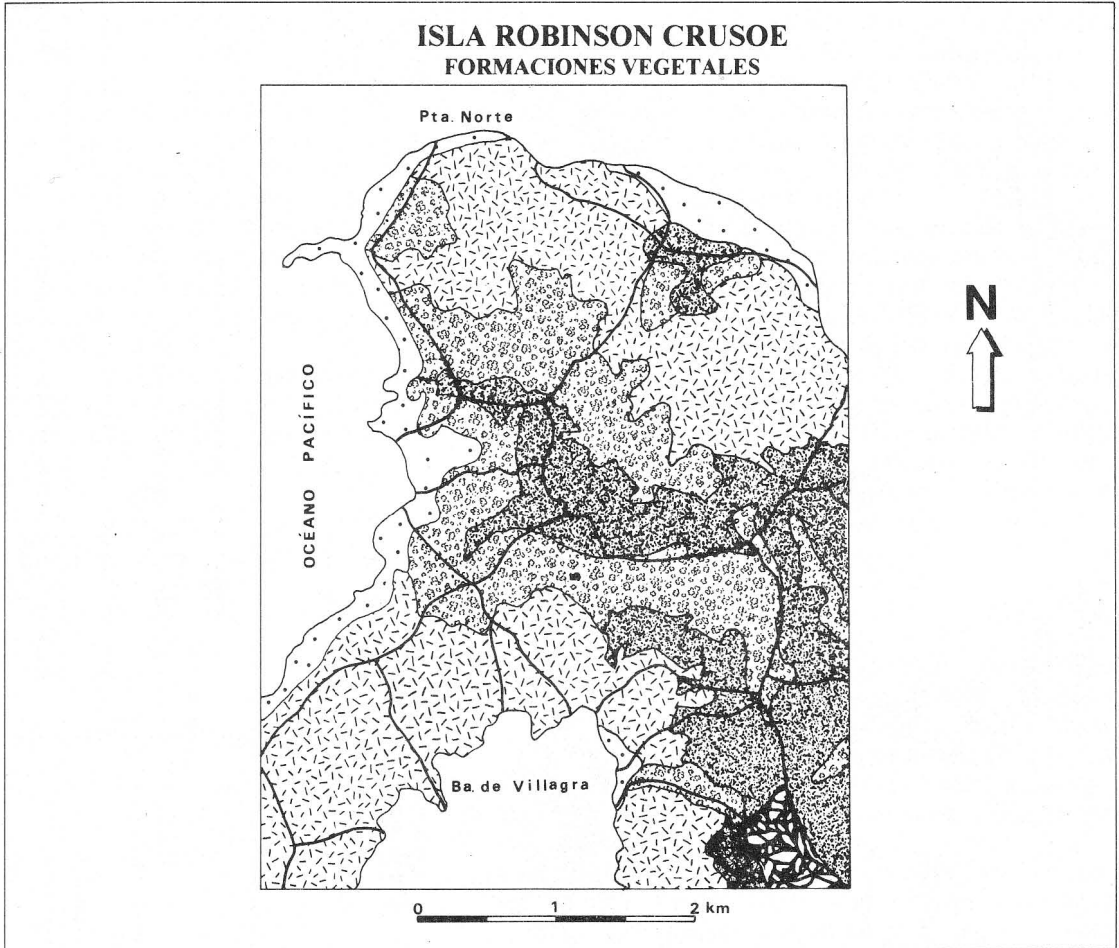 ISLA ROBINSON CRUSOE
FORMACIONES VEGETALES
Pta. Norte
N
OCÉANO PACÍFICO
Ba. de Villagra
0 1 2 km